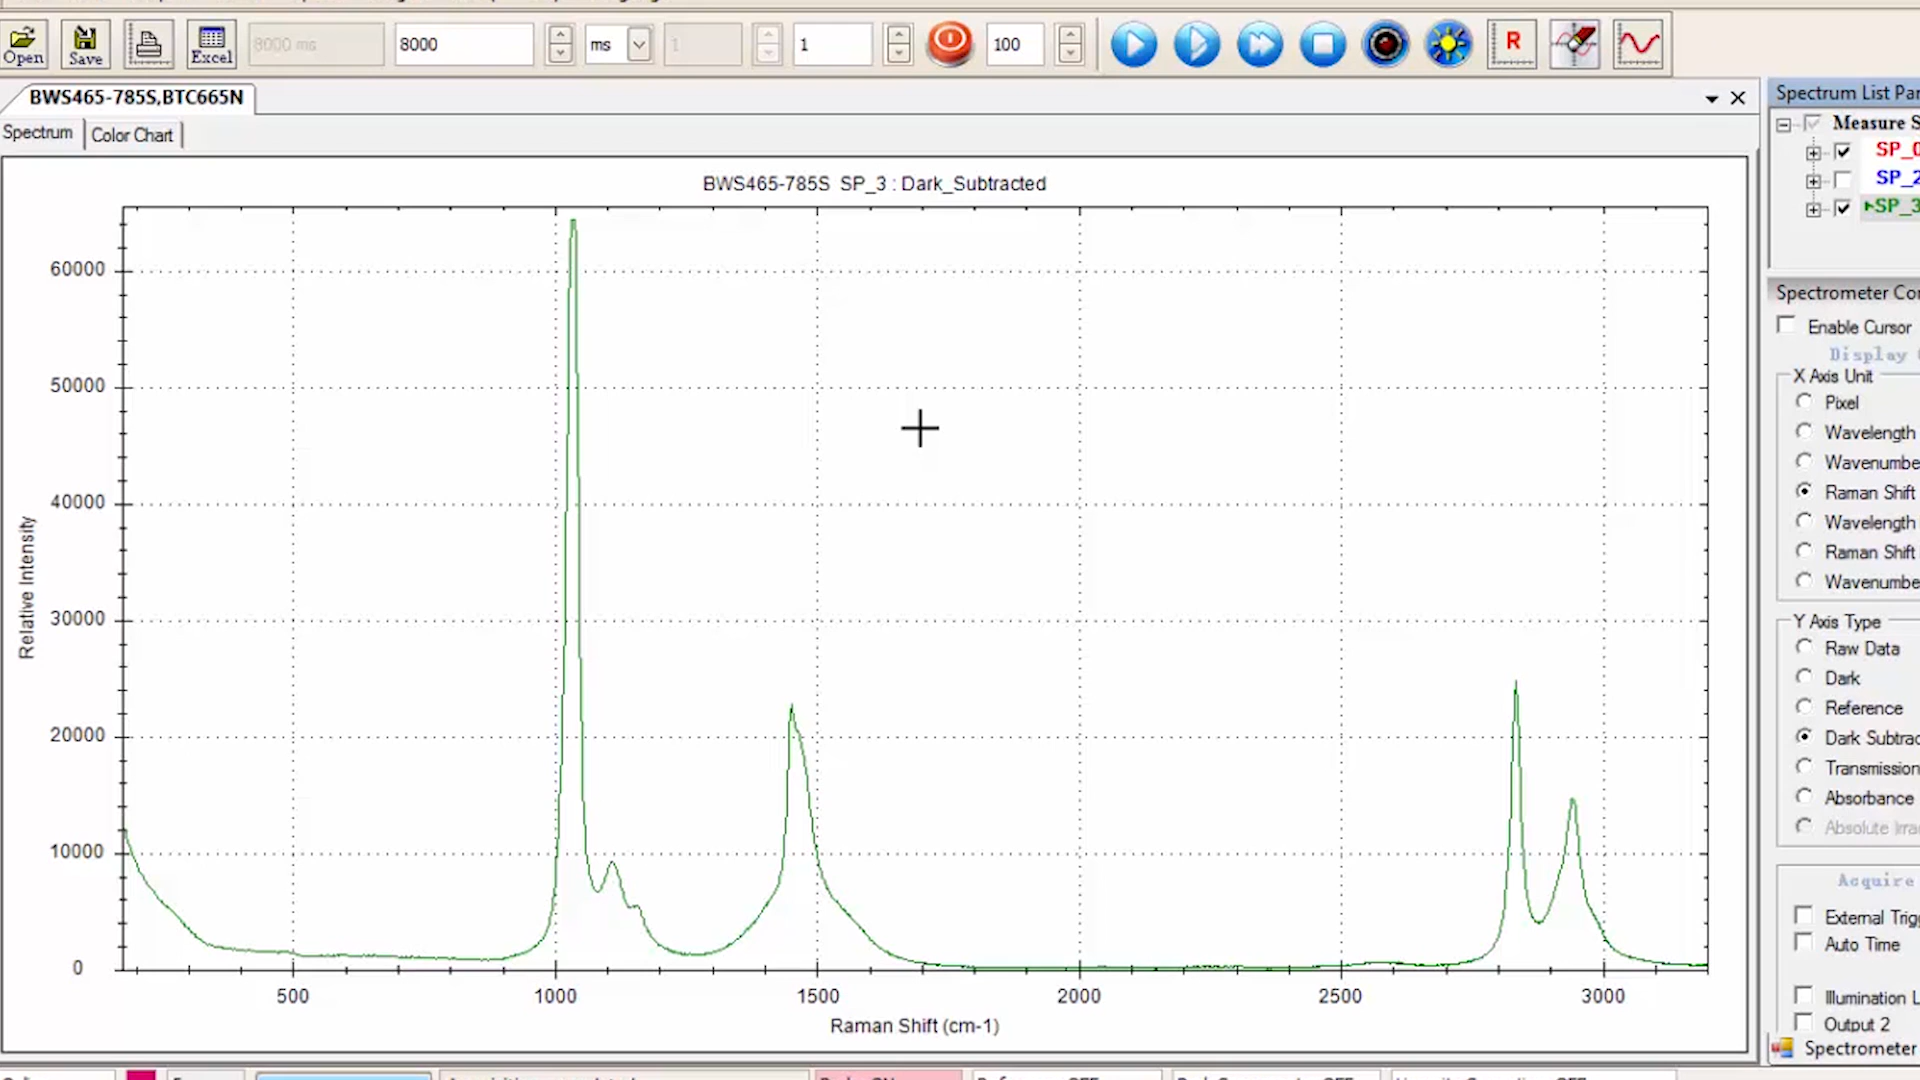 Open
Save
Excel
8000 ms
8000
ms
1
1
100
R
BWS465-785S,BTC665N
Spectrum
Color Chart
BWS465-785S SP_3 : Dark_Subtracted
60000
50000
40000
30000
20000
10000
0
Relative Intensity
500
1000
1500
2000
2500
3000
Raman Shift (cm-1)
Spectrum List Par
Measure S
SP_0
SP_2
SP_3
Spectrometer Cor
Enable Cursor
Display
X Axis Unit
Pixel
Wavelength
Wavenumbe
Raman Shift
Wavelength
Raman Shift
Wavenumbe
Y Axis Type
Raw Data
Dark
Reference
Dark Subtrac
Transmission
Absorbance
Absolute Irra
Acquire
External Trigg
Auto Time
Illumination L
Output 2
Spectrometer